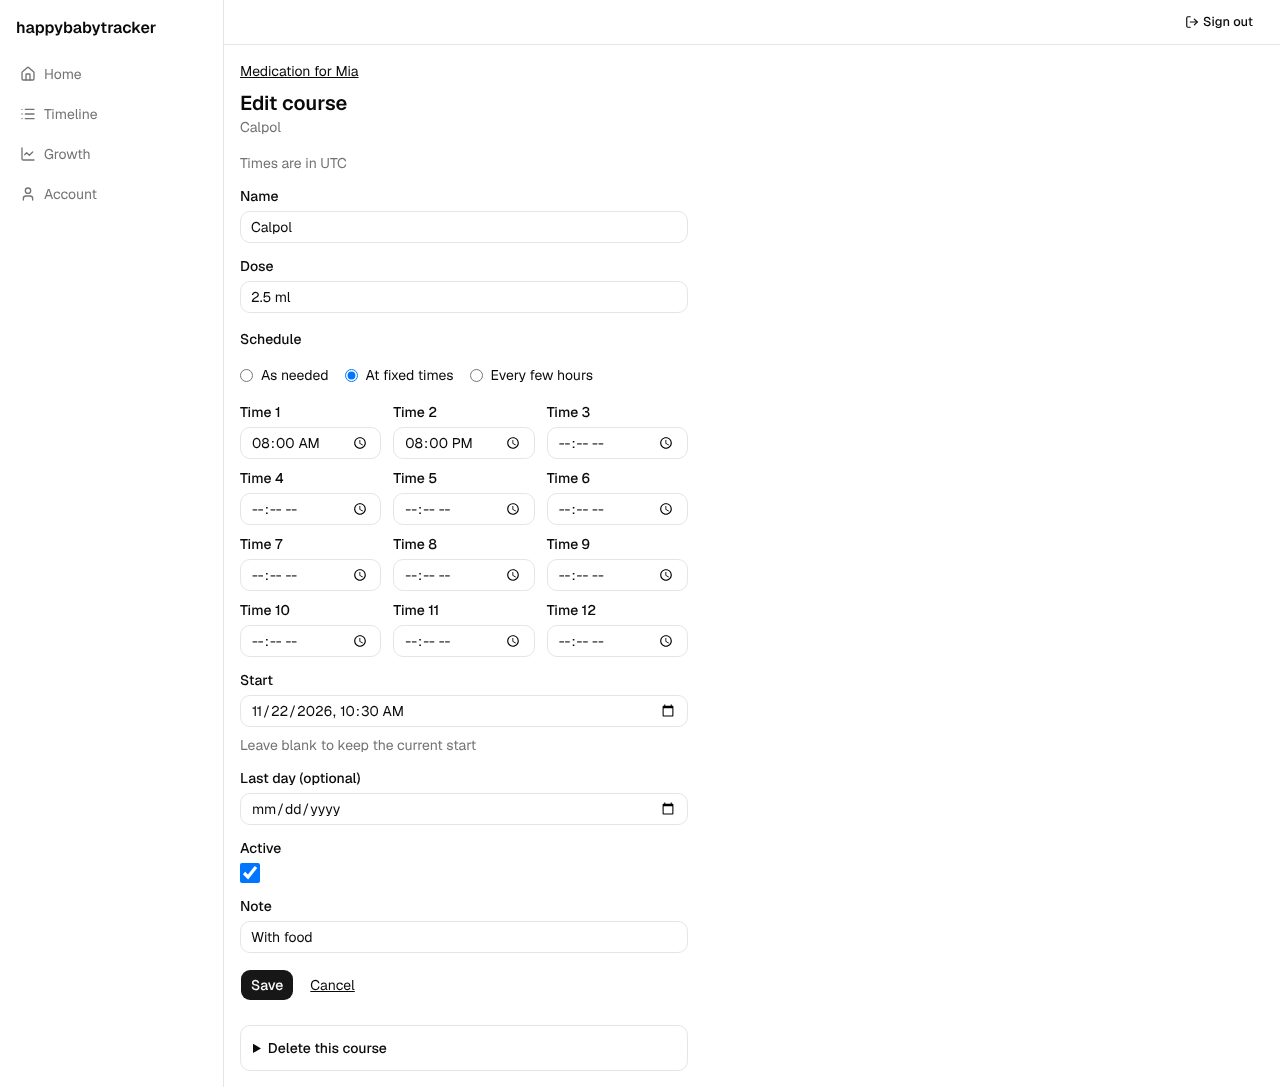 happybabytracker
Sign out
Home
Timeline
Growth
Account
Medication for Mia
Edit course
Calpol
Times are in UTC
Name
Calpol
Dose
2.5 ml
Schedule
As needed At fixed times Every few hours
Time 1 Time 2 Time 3
08:00 AM 08:00 PM --:-- --
Time 4 Time 5 Time 6
--:-- -- --:-- -- --:-- --
Time 7 Time 8 Time 9
--:-- -- --:-- -- --:-- --
Time 10 Time 11 Time 12
--:-- -- --:-- -- --:-- --
Start
11/22/2026, 10:30 AM
Leave blank to keep the current start
Last day (optional)
mm/dd/yyyy
Active
Note
With food
Save Cancel
Delete this course